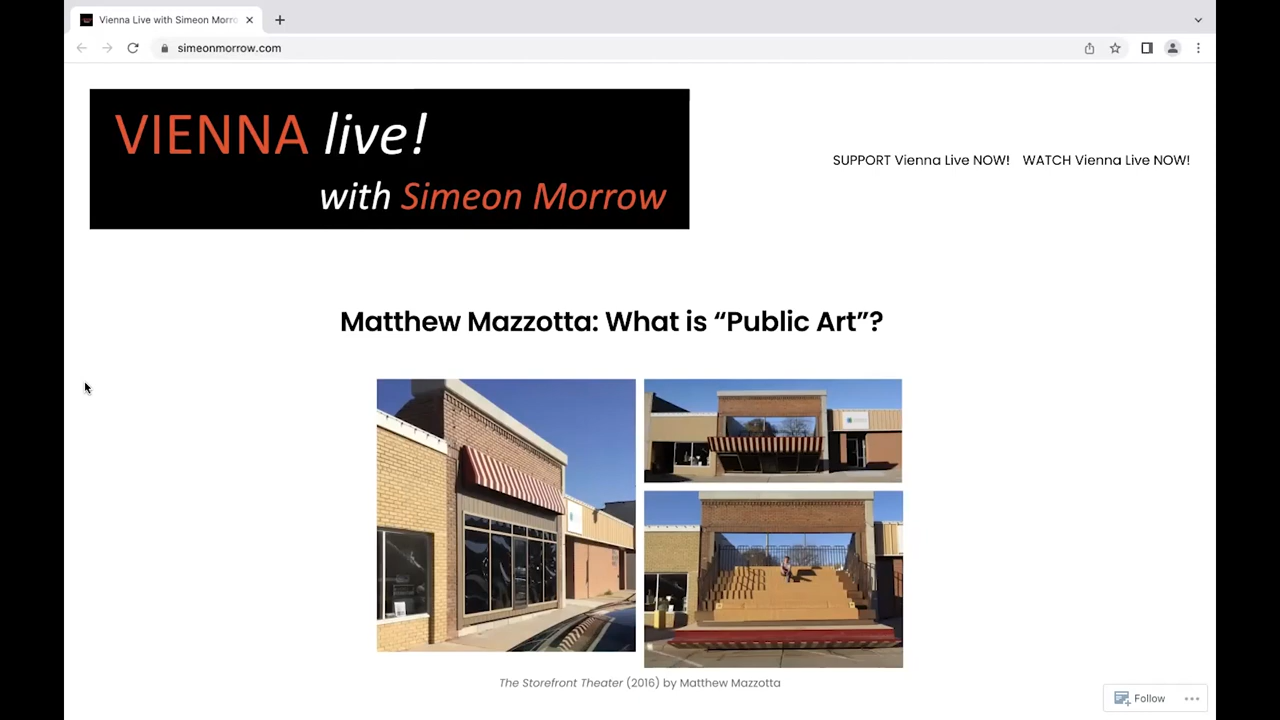 Vienna Live with Simeon Morro
simeonmorrow.com
VIENNA live!
with Simeon Morrow
SUPPORT Vienna Live NOW! WATCH Vienna Live NOW!
Matthew Mazzotta: What is “Public Art”?
The Storefront Theater (2016) by Matthew Mazzotta
Follow